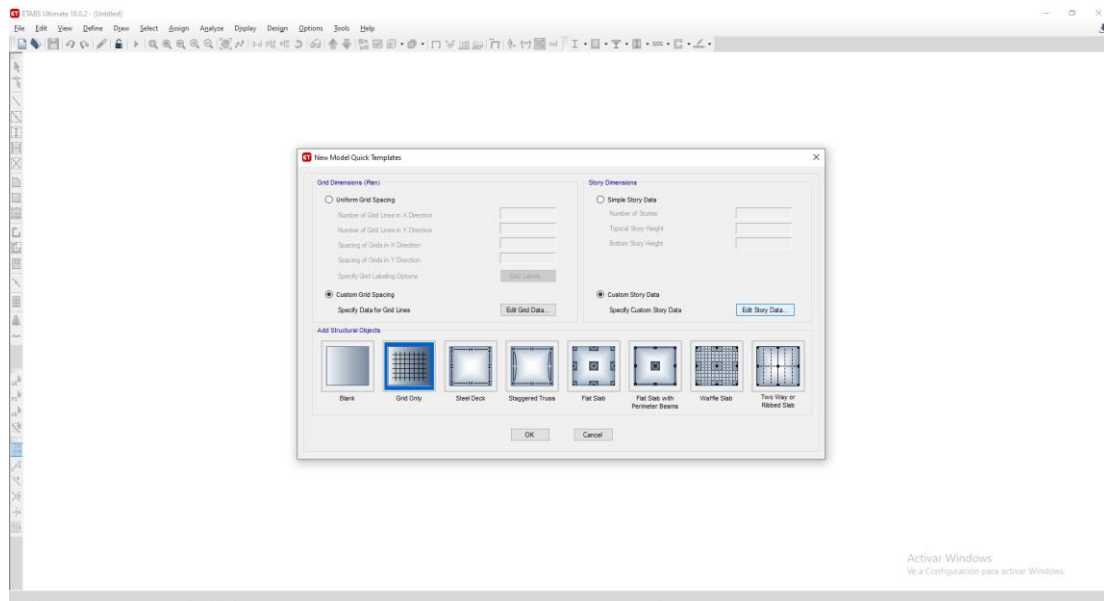 ETABS Ultimate 18.0.2 - (Untitled)
File Edit View Define Draw Select Assign Analyze Display Design Options Tools Help
New Model Quick Templates
Grid Dimensions (Plan)
Uniform Grid Spacing
Number of Grid Lines in X Direction
Number of Grid Lines in Y Direction
Spacing of Grids in X Direction
Spacing of Grids in Y Direction
Specify Grid Labeling Options
Grid Labels...
Custom Grid Spacing
Specify Data for Grid Lines
Edit Grid Data...
Story Dimensions
Simple Story Data
Number of Stories
Typical Story Height
Bottom Story Height
Custom Story Data
Specify Custom Story Data
Edit Story Data...
Add Structural Objects
Blank
Grid Only
Steel Deck
Staggered Truss
Flat Slab
Flat Slab with
Perimeter Beams
Waffle Slab
Two Way or
Ribbed Slab
OK
Cancel
Activar Windows
Ve a Configuración para activar Windows.